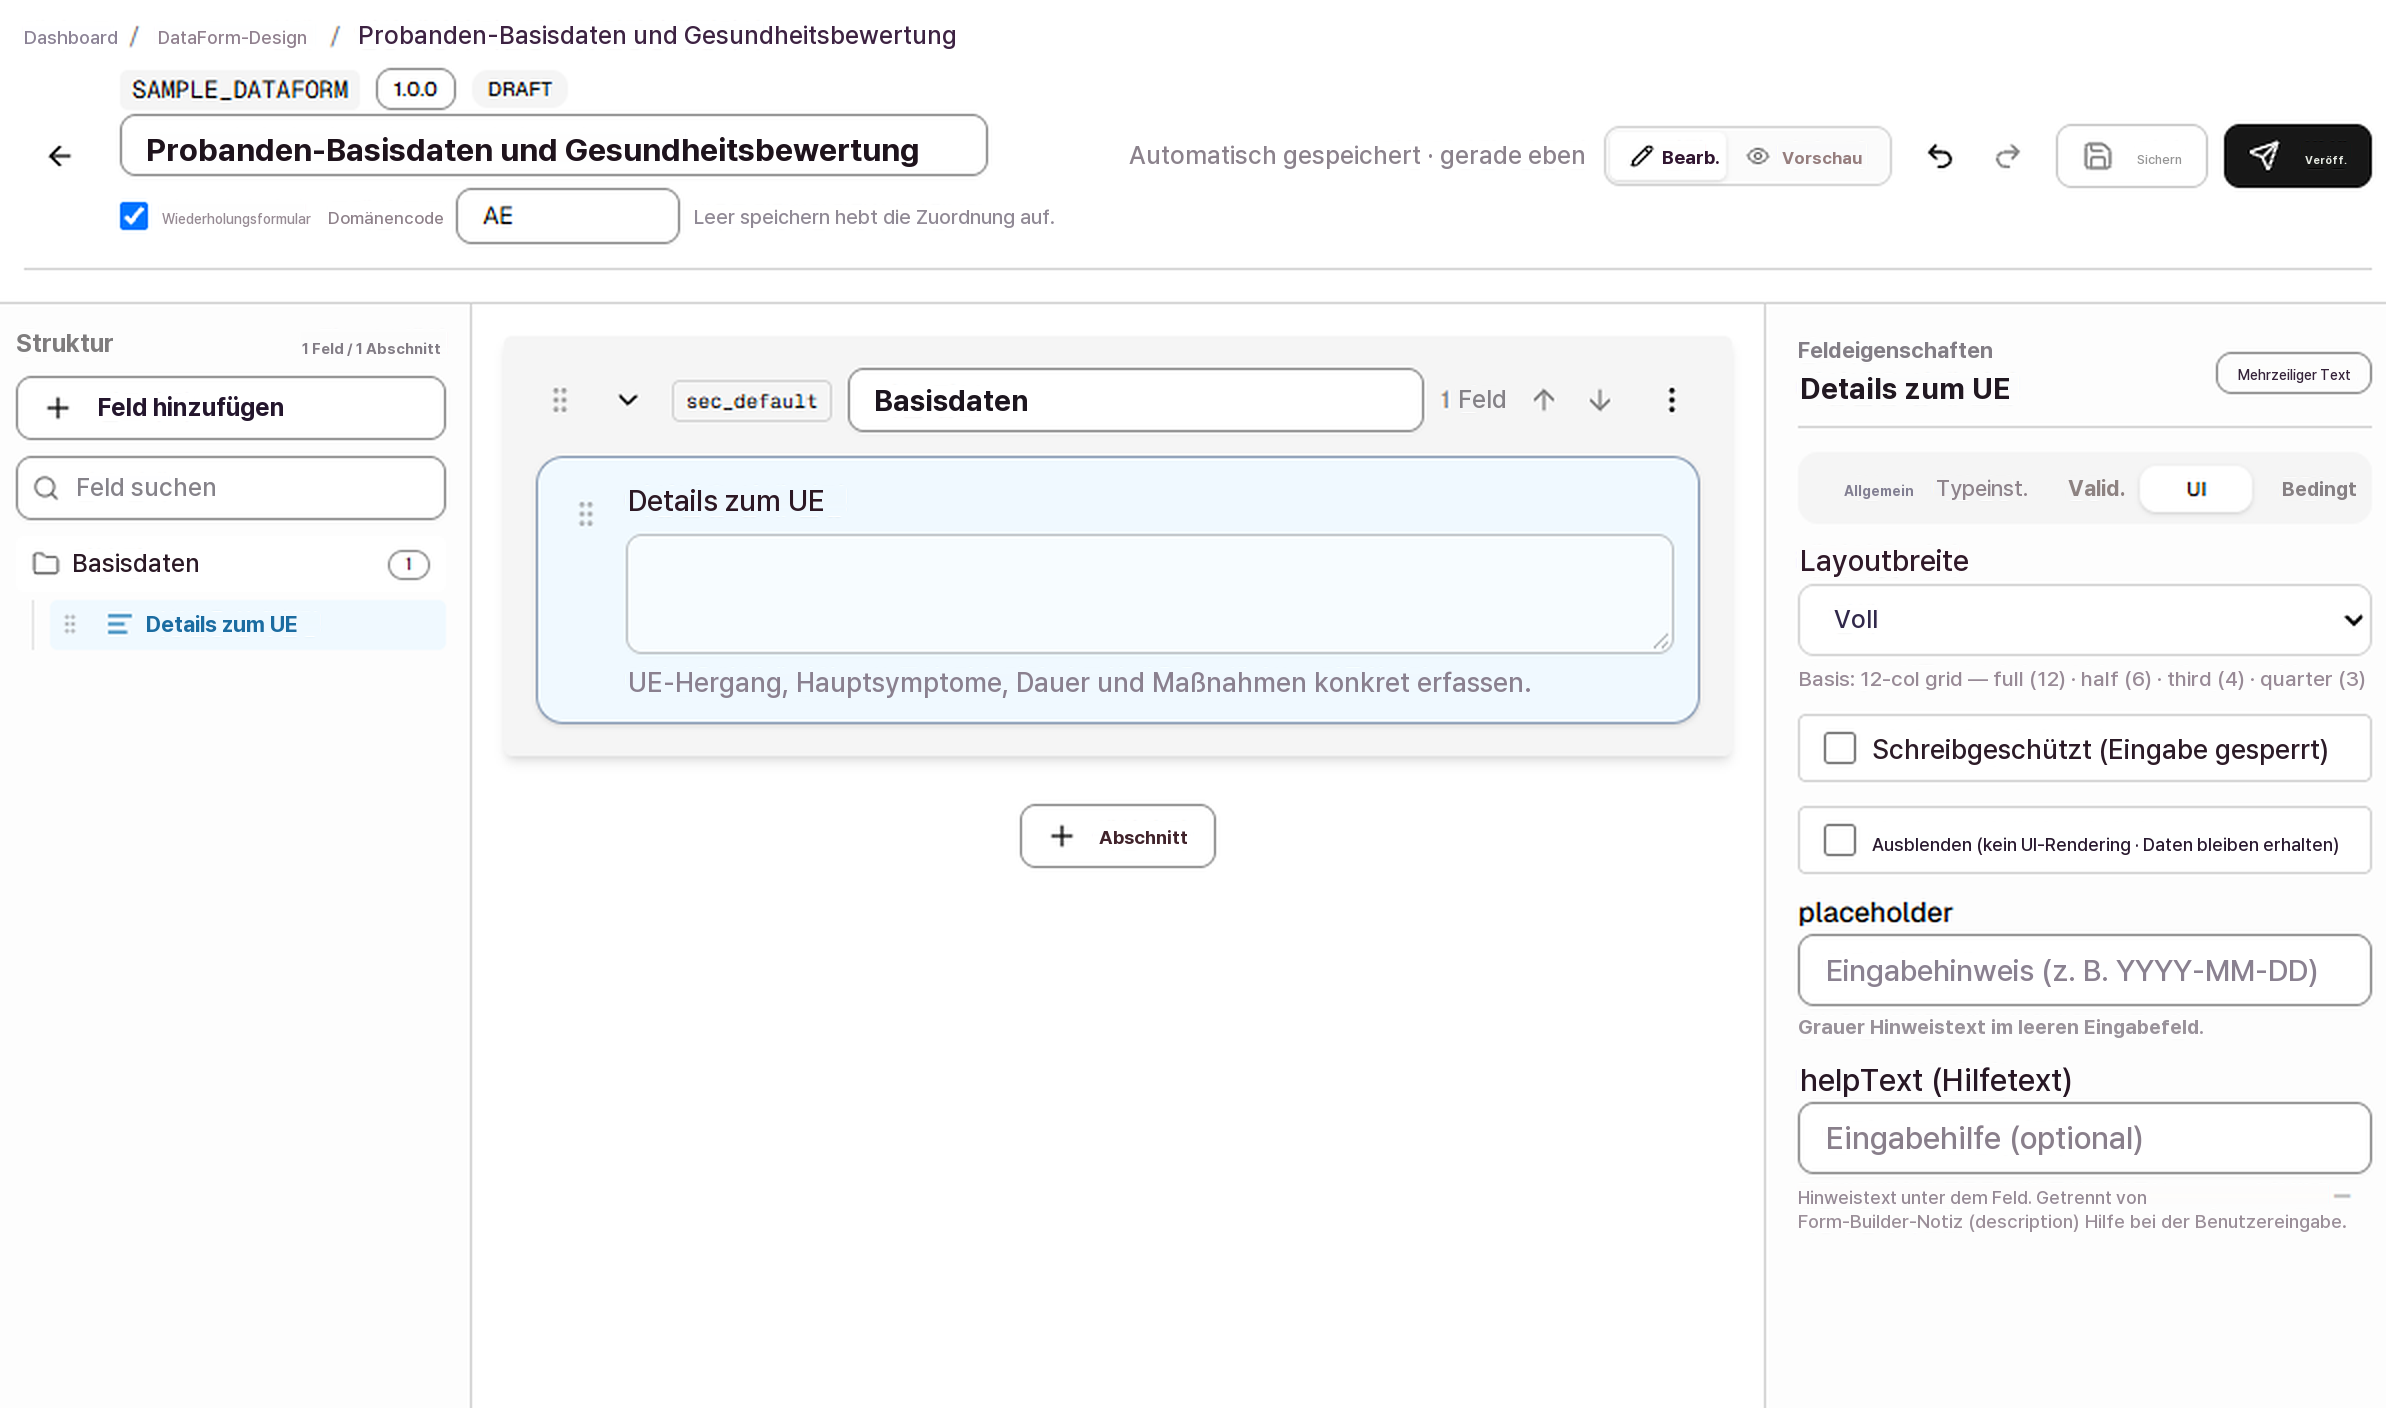 Dashboard / DataForm-Design / Probanden-Basisdaten und Gesundheitsbewertung
SAMPLE_DATAFORM 1.0.0 DRAFT
Probanden-Basisdaten und Gesundheitsbewertung
Automatisch gespeichert · gerade eben
Bearb.
Vorschau
Sichern
Veröff.
Wiederholungsformular
Domänencode
AE
Leer speichern hebt die Zuordnung auf.
Struktur
1 Feld / 1 Abschnitt
Feld hinzufügen
Feld suchen
Basisdaten
1
Details zum UE
sec_default
Basisdaten
1 Feld
Details zum UE
UE-Hergang, Hauptsymptome, Dauer und Maßnahmen konkret erfassen.
Abschnitt
Feldeigenschaften
Details zum UE
Mehrzeiliger Text
Allgemein
Typeinst.
Valid.
UI
Bedingt
Layoutbreite
Voll
Basis: 12-col grid — full (12) · half (6) · third (4) · quarter (3)
Schreibgeschützt (Eingabe gesperrt)
Ausblenden (kein UI-Rendering · Daten bleiben erhalten)
placeholder
Eingabehinweis (z. B. YYYY-MM-DD)
Grauer Hinweistext im leeren Eingabefeld.
helpText (Hilfetext)
Eingabehilfe (optional)
Hinweistext unter dem Feld. Getrennt von
Form-Builder-Notiz (description) Hilfe bei der Benutzereingabe.